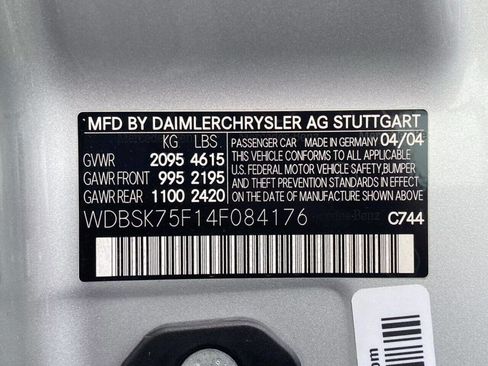 MFD BY DAIMLERCHRYSLER AG STUTTGART
KG LBS
GVWR 2095 4615
GAWR FRONT 995 2195
GAWR REAR 1100 2420
PASSENGER CAR MADE IN GERMANY 04/04
THIS VEHICLE CONFORMS TO ALL APPLICABLE
U.S. FEDERAL MOTOR VEHICLE SAFETY, BUMPER
AND THEFT PREVENTION STANDARDS IN EFFECT
ON THE DATE OF MANUFACTURE SHOWN ABOVE.
WDBSK75F14F084176
C744